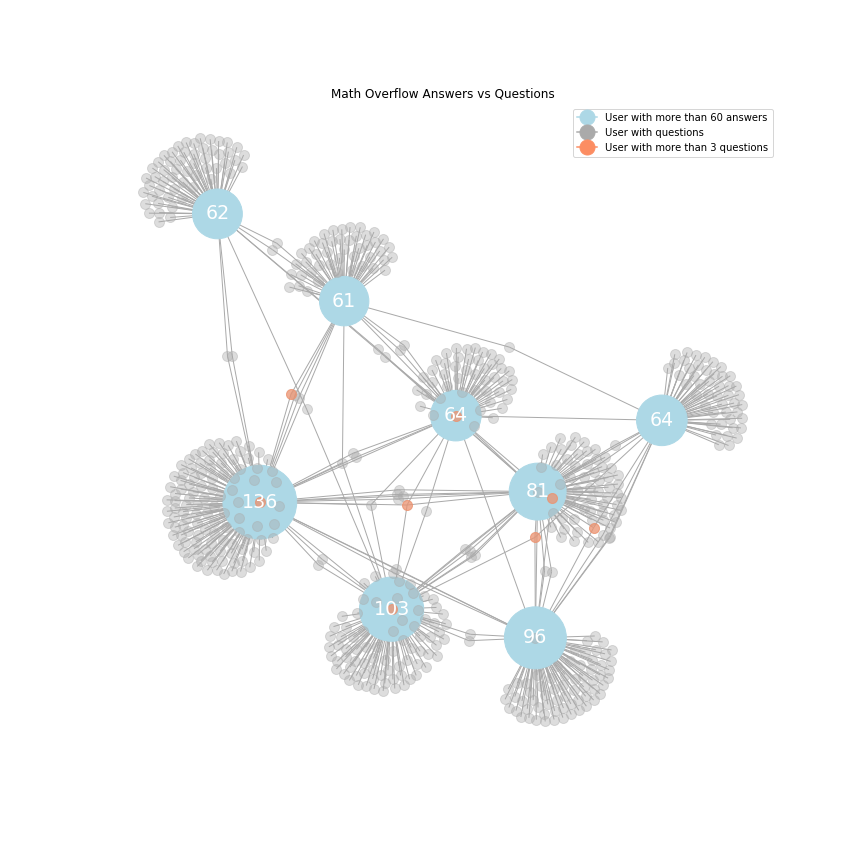 Math Overflow Answers vs Questions
User with more than 60 answers
User with questions
User with more than 3 questions
62
61
64
64
81
136
103
96